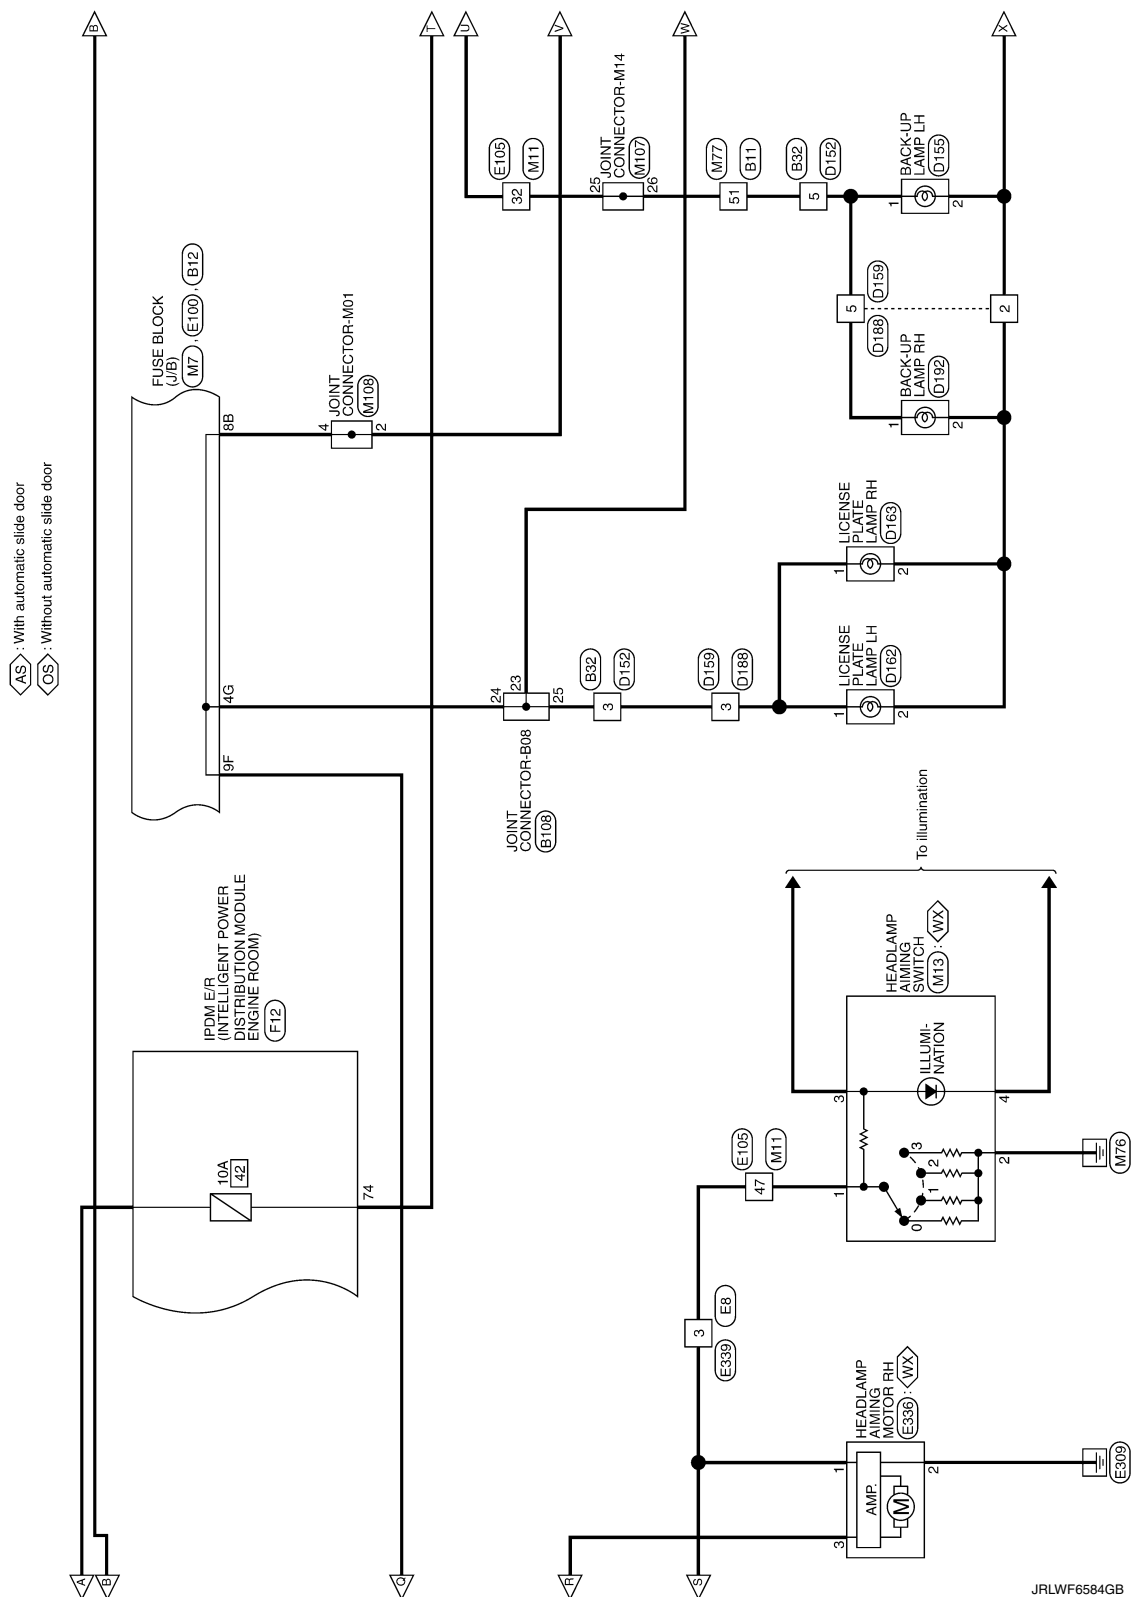 AS : With automatic slide door
OS : Without automatic slide door
A
B
B
IPDM E/R
(INTELLIGENT POWER
DISTRIBUTION MODULE
ENGINE ROOM)
F12
10A
42
74
FUSE BLOCK
(J/B)
M7 , E100 , B12
9F
4G
8B
JOINT
CONNECTOR-M01
M108
4
2
Q
T
U
V
W
X
E105
M11
32
JOINT
CONNECTOR-M14
M107
25
26
M77
B11
51
B32
D152
5
BACK-UP
LAMP LH
D155
1
2
D159
D188
5
2
BACK-UP
LAMP RH
D192
1
2
JOINT
CONNECTOR-B08
B108
24
23
25
B32
D152
3
D159
D188
3
LICENSE
PLATE
LAMP RH
D163
1
2
LICENSE
PLATE
LAMP LH
D162
1
2
R
S
HEADLAMP
AIMING
MOTOR RH
E336 : WX
AMP.
M
1
3
2
E309
E339
E8
3
E105
M11
47
HEADLAMP
AIMING
SWITCH
M13 : WX
ILLUMI-
NATION
1
3
0
1
2
3
2
4
M76
To illumination
JRLWF6584GB